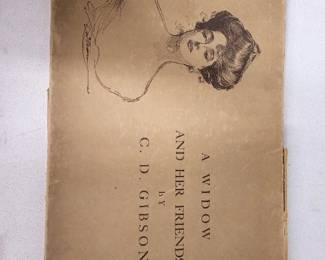 A WIDOW
AND HER FRIENDS
by
C. D. GIBSON